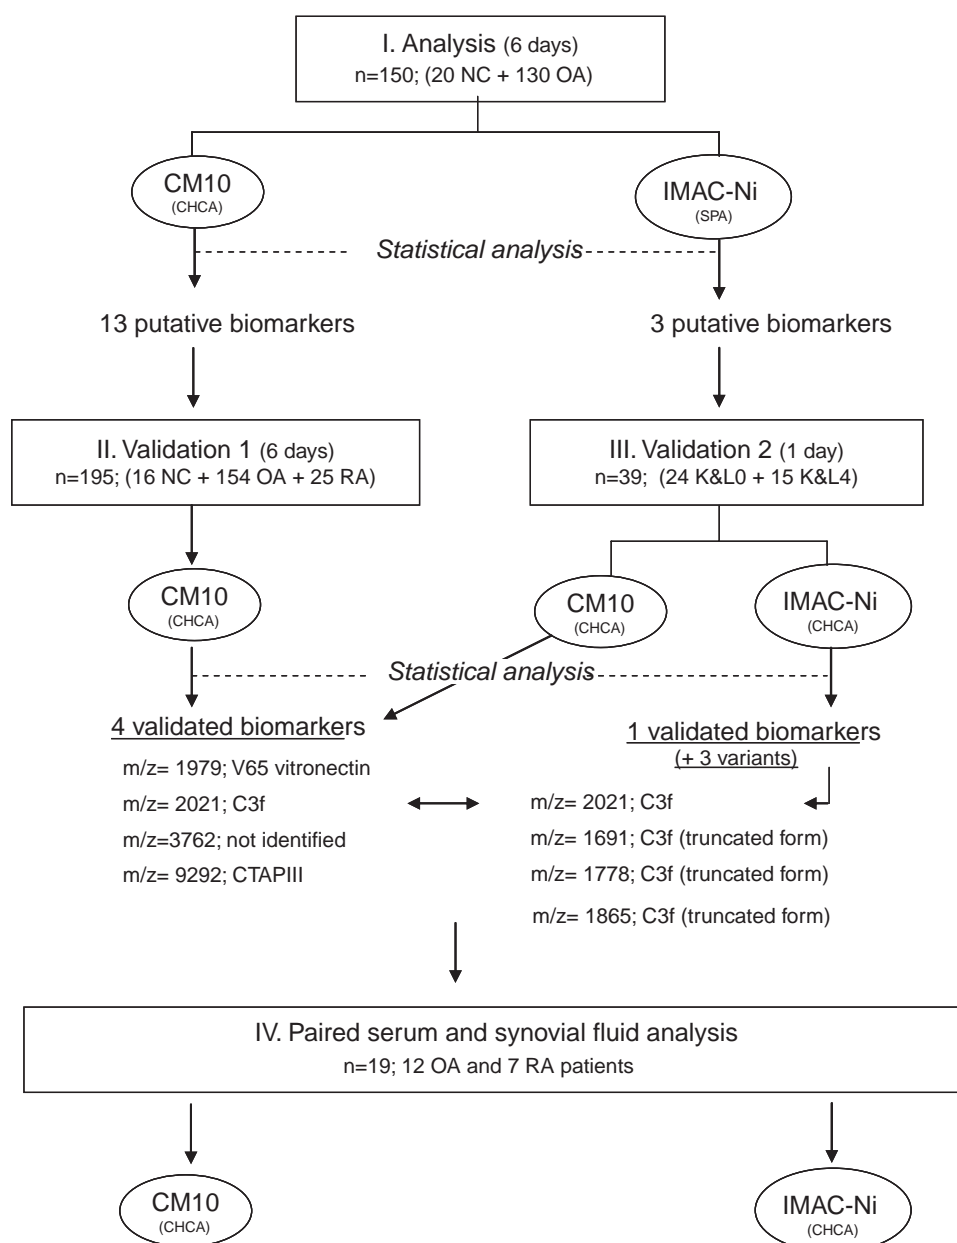 I. Analysis (6 days)
n=150; (20 NC + 130 OA)
CM10
(CHCA)
IMAC-Ni
(SPA)
Statistical analysis
13 putative biomarkers
3 putative biomarkers
II. Validation 1 (6 days)
n=195; (16 NC + 154 OA + 25 RA)
III. Validation 2 (1 day)
n=39; (24 K&L0 + 15 K&L4)
CM10
(CHCA)
CM10
(CHCA)
IMAC-Ni
(CHCA)
Statistical analysis
4 validated biomarkers
m/z= 1979; V65 vitronectin
m/z= 2021; C3f
m/z=3762; not identified
m/z= 9292; CTAPIII
1 validated biomarkers
(+ 3 variants)
m/z= 2021; C3f
m/z= 1691; C3f (truncated form)
m/z= 1778; C3f (truncated form)
m/z= 1865; C3f (truncated form)
IV. Paired serum and synovial fluid analysis
n=19; 12 OA and 7 RA patients
CM10
(CHCA)
IMAC-Ni
(CHCA)